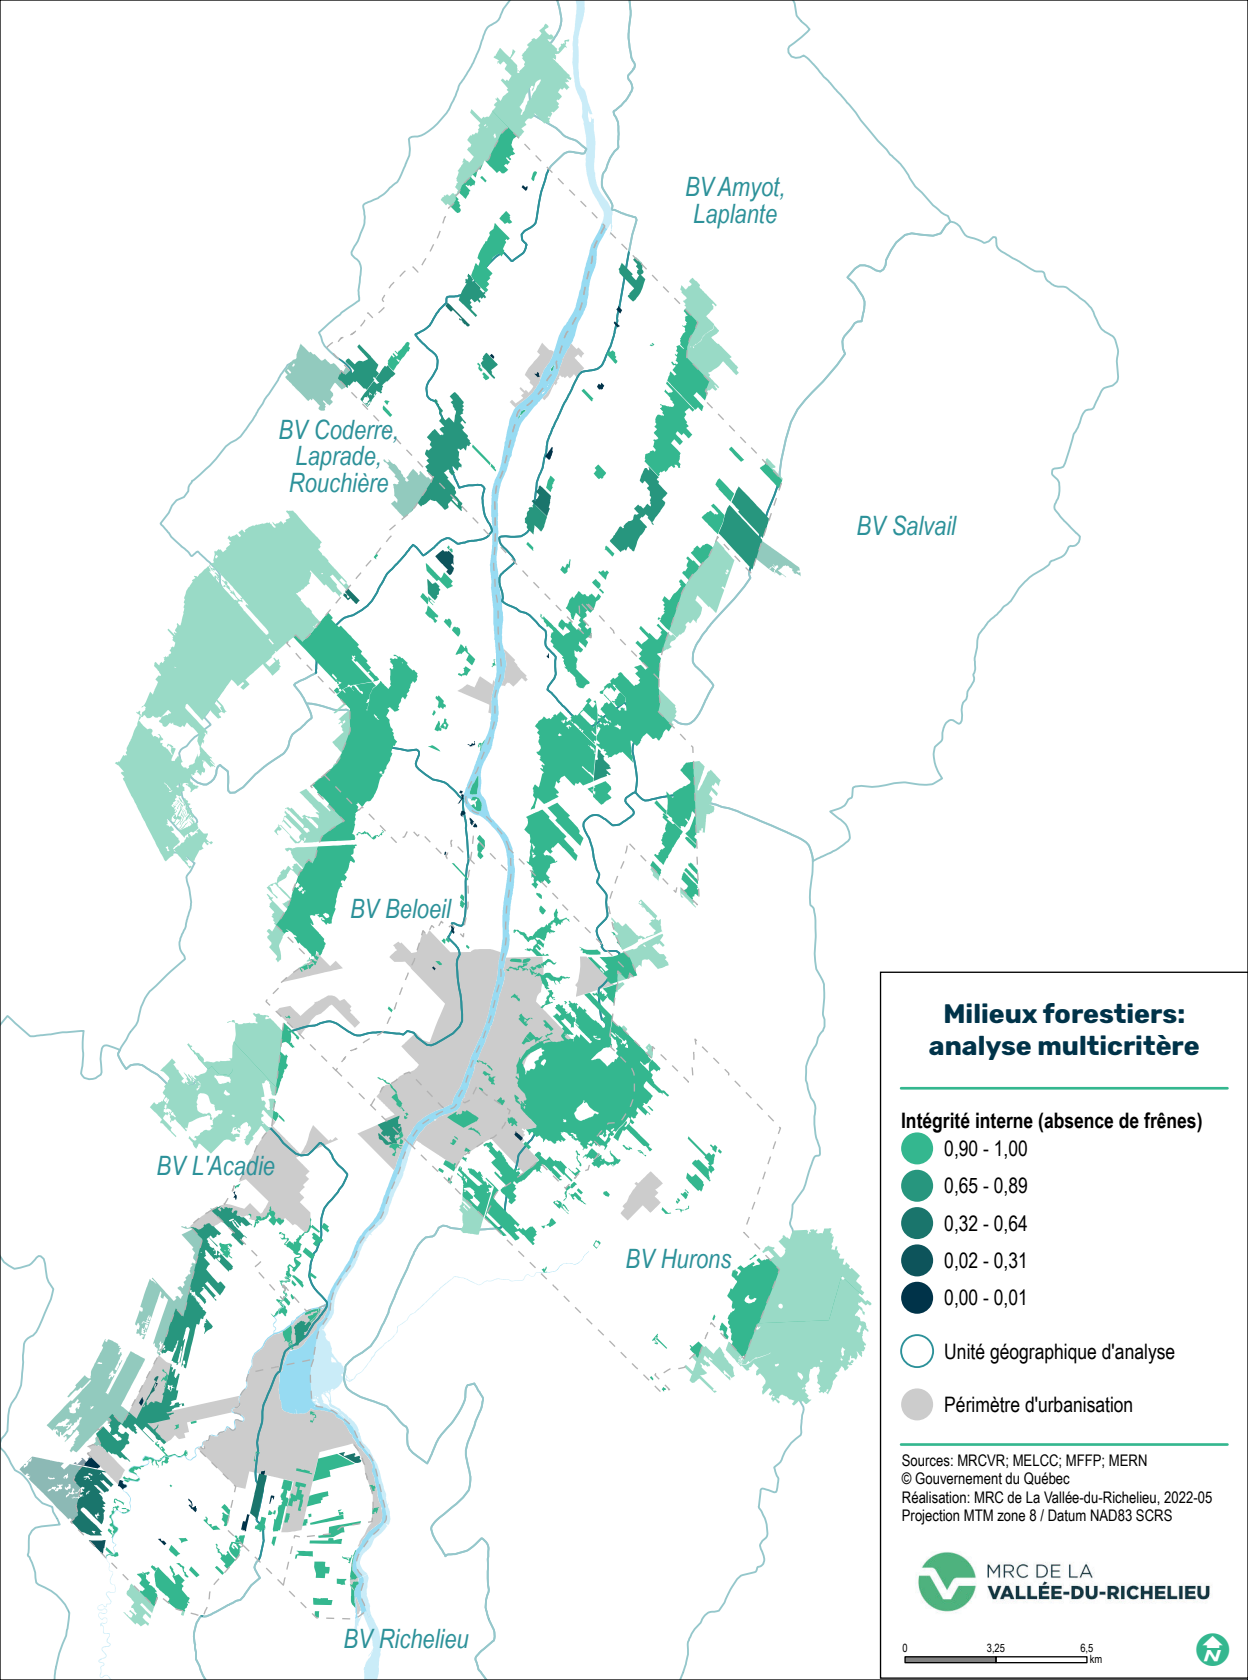 BV Amyot,
Laplante
BV Coderre,
Laprade,
Rouchière
BV Salvail
BV Beloeil
BV L'Acadie
BV Hurons
BV Richelieu
Milieux forestiers:
analyse multicritère
Intégrité interne (absence de frênes)
0,90 - 1,00
0,65 - 0,89
0,32 - 0,64
0,02 - 0,31
0,00 - 0,01
Unité géographique d'analyse
Périmètre d'urbanisation
Sources: MRCVR; MELCC; MFFP; MERN
© Gouvernement du Québec
Réalisation: MRC de La Vallée-du-Richelieu, 2022-05
Projection MTM zone 8 / Datum NAD83 SCRS
MRC DE LA
VALLÉE-DU-RICHELIEU
0 3,25 6,5
km
N